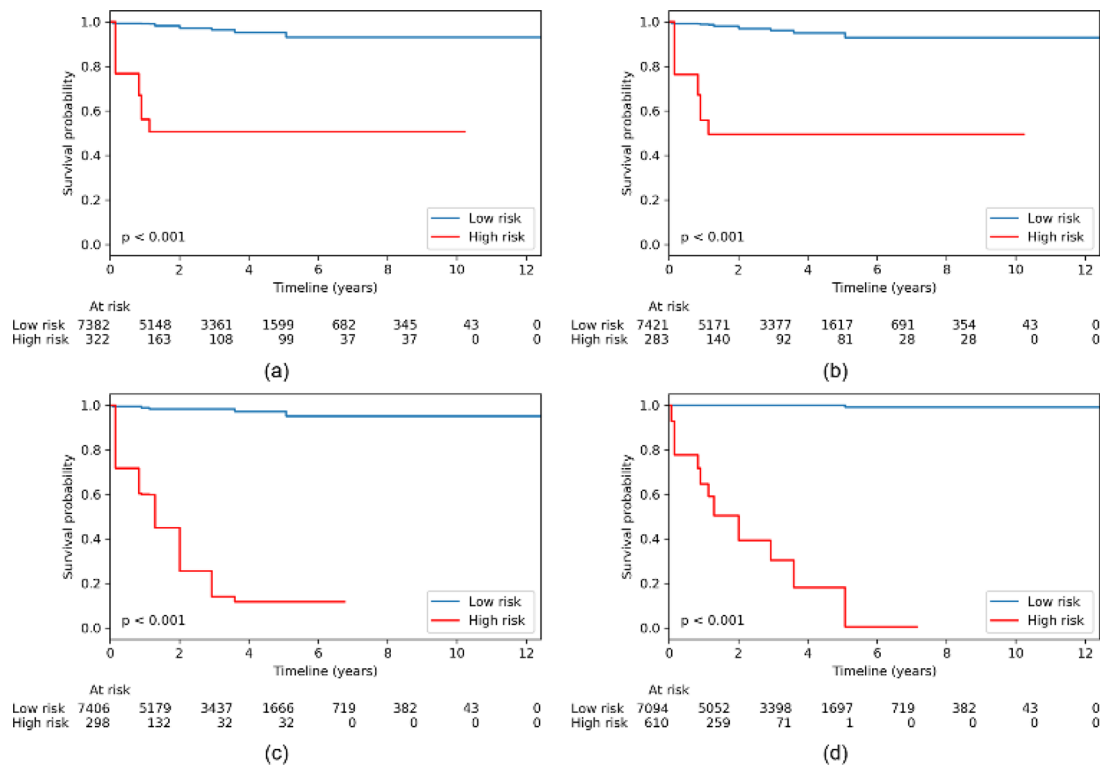 1.0
0.8
0.6
0.4
0.2
0.0
Survival probability
p < 0.001
Low risk
High risk
0 2 4 6 8 10 12
Timeline (years)
At risk
Low risk 7382 5148 3361 1599 682 345 43 0
High risk 322 163 108 99 37 37 0 0
(a)
1.0
0.8
0.6
0.4
0.2
0.0
Survival probability
p < 0.001
Low risk
High risk
0 2 4 6 8 10 12
Timeline (years)
At risk
Low risk 7421 5171 3377 1617 691 354 43 0
High risk 283 140 92 81 28 28 0 0
(b)
1.0
0.8
0.6
0.4
0.2
0.0
Survival probability
p < 0.001
Low risk
High risk
0 2 4 6 8 10 12
Timeline (years)
At risk
Low risk 7406 5179 3437 1666 719 382 43 0
High risk 298 132 32 32 0 0 0 0
(c)
1.0
0.8
0.6
0.4
0.2
0.0
Survival probability
p < 0.001
Low risk
High risk
0 2 4 6 8 10 12
Timeline (years)
At risk
Low risk 7094 5052 3398 1697 719 382 43 0
High risk 610 259 71 1 0 0 0 0
(d)